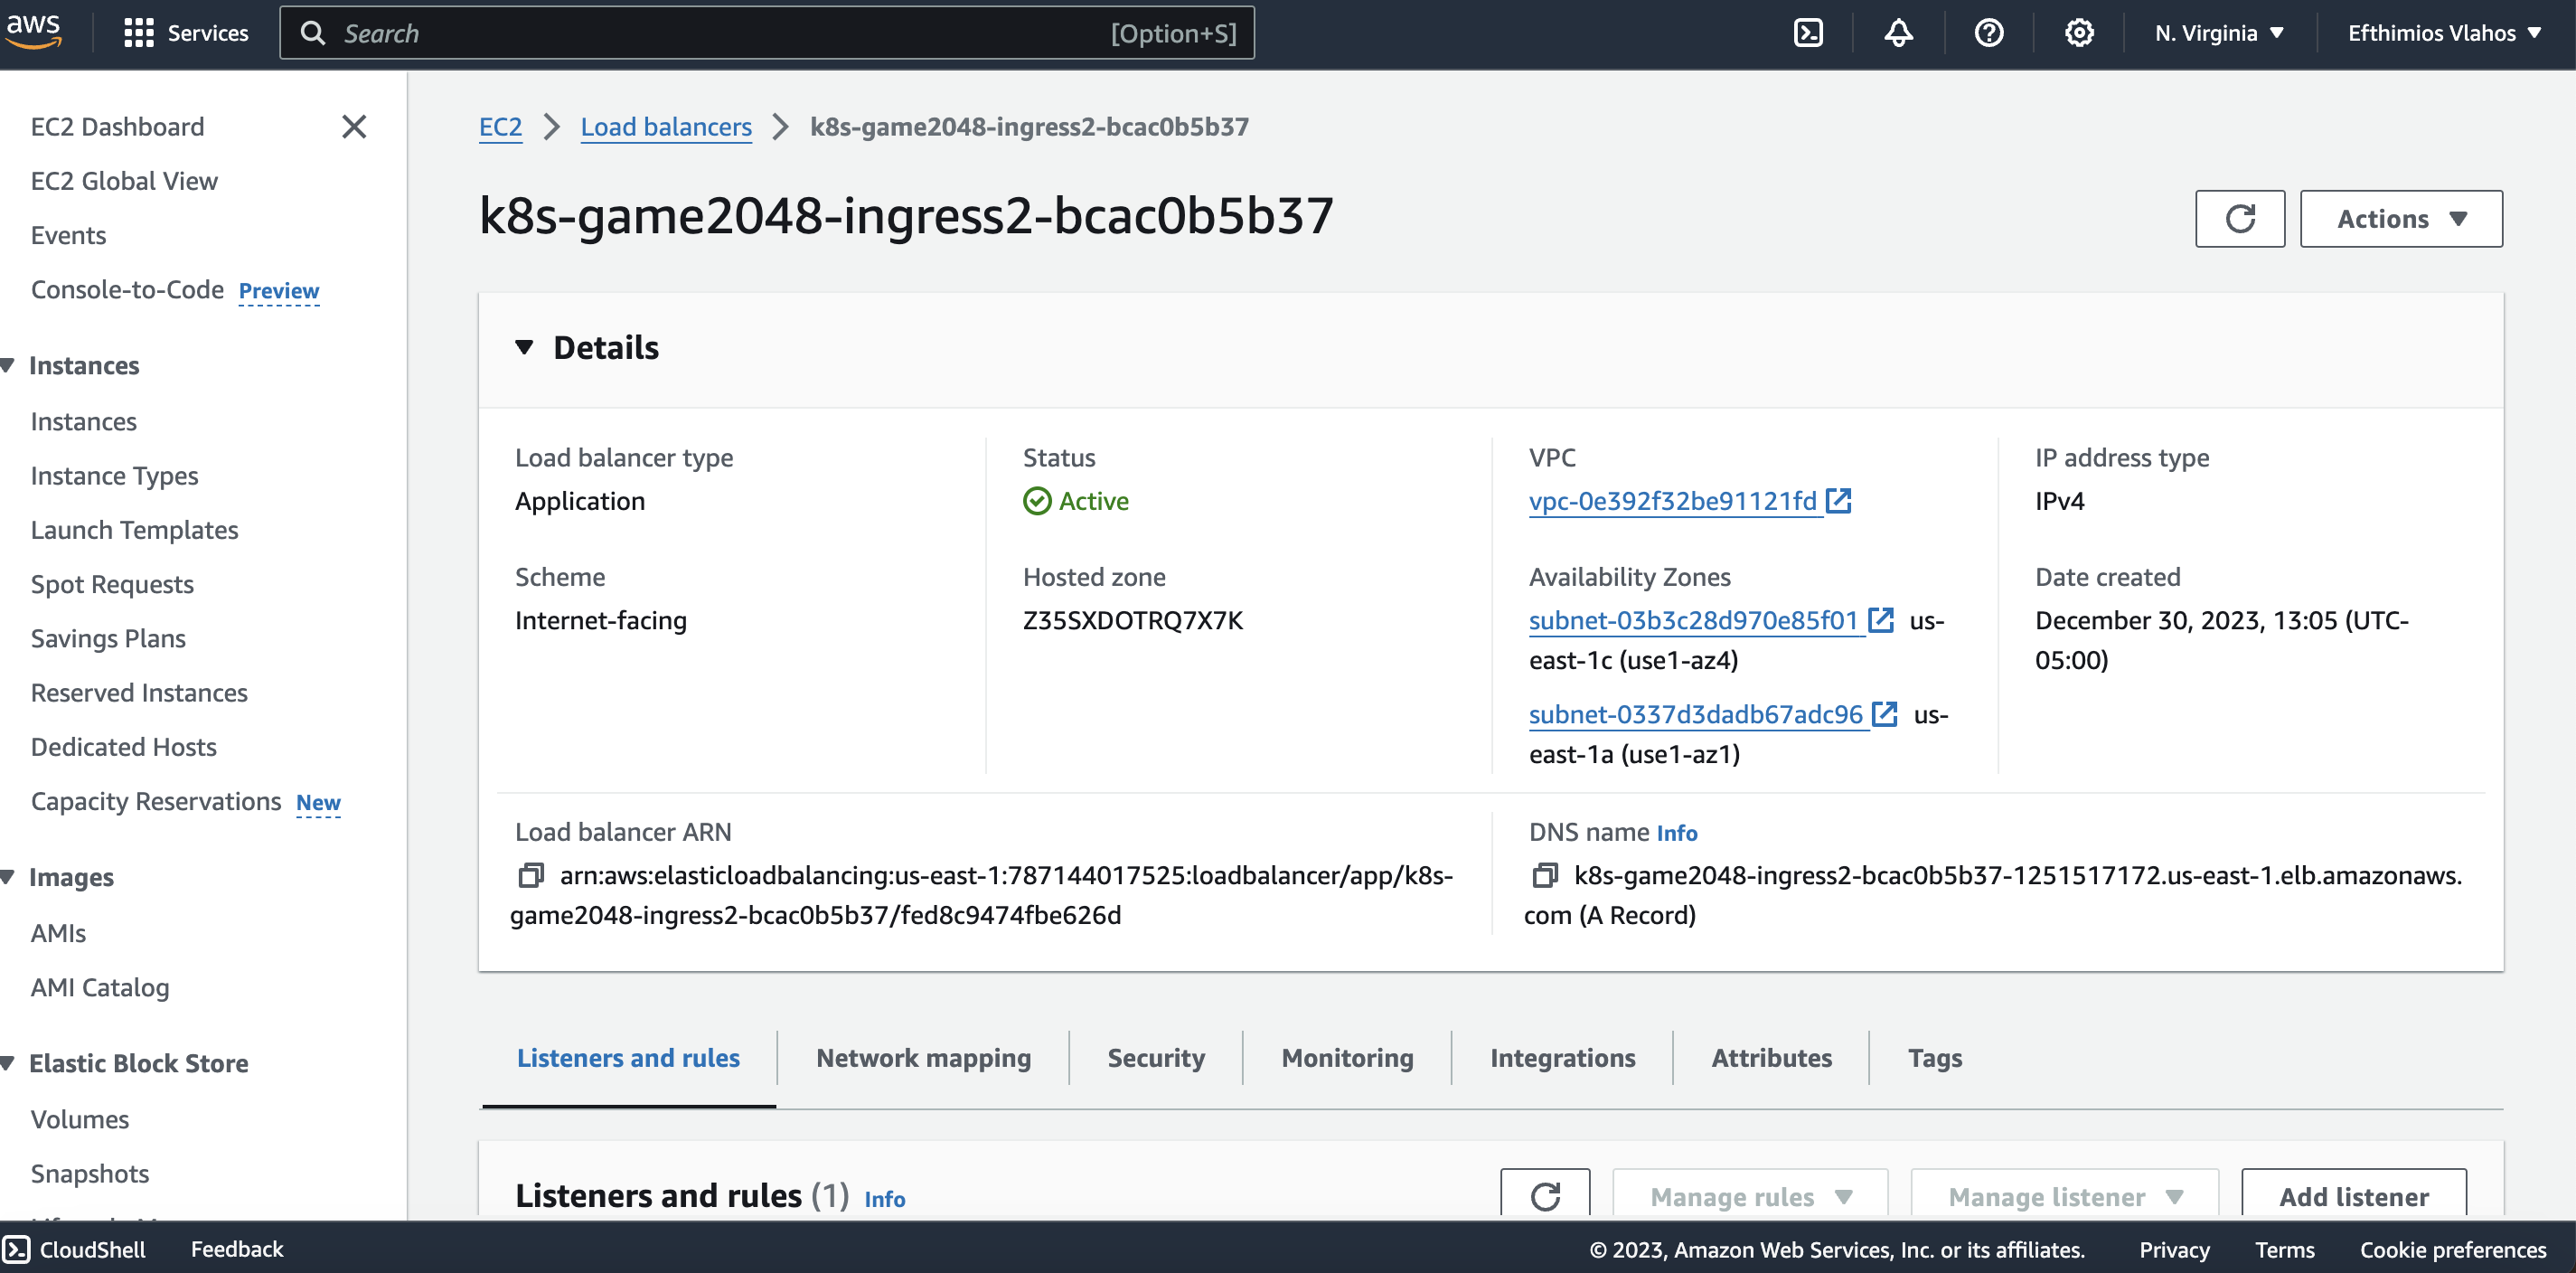 aws
Services
Search [Option+S]
N. Virginia
Efthimios Vlahos
EC2 Dashboard
EC2 Global View
Events
Console-to-Code Preview
Instances
Instances
Instance Types
Launch Templates
Spot Requests
Savings Plans
Reserved Instances
Dedicated Hosts
Capacity Reservations New
Images
AMIs
AMI Catalog
Elastic Block Store
Volumes
Snapshots
EC2 > Load balancers > k8s-game2048-ingress2-bcac0b5b37
k8s-game2048-ingress2-bcac0b5b37
Actions
Details
Load balancer type
Application
Status
Active
VPC
vpc-0e392f32be91121fd
IP address type
IPv4
Scheme
Internet-facing
Hosted zone
Z35SXDOTRQ7X7K
Availability Zones
subnet-03b3c28d970e85f01 us-
east-1c (use1-az4)
subnet-0337d3dadb67adc96 us-
east-1a (use1-az1)
Date created
December 30, 2023, 13:05 (UTC-
05:00)
Load balancer ARN
arn:aws:elasticloadbalancing:us-east-1:787144017525:loadbalancer/app/k8s-
game2048-ingress2-bcac0b5b37/fed8c9474fbe626d
DNS name Info
k8s-game2048-ingress2-bcac0b5b37-1251517172.us-east-1.elb.amazonaws.
com (A Record)
Listeners and rules
Network mapping
Security
Monitoring
Integrations
Attributes
Tags
Listeners and rules (1) Info
Manage rules
Manage listener
Add listener
CloudShell
Feedback
© 2023, Amazon Web Services, Inc. or its affiliates.
Privacy
Terms
Cookie preferences